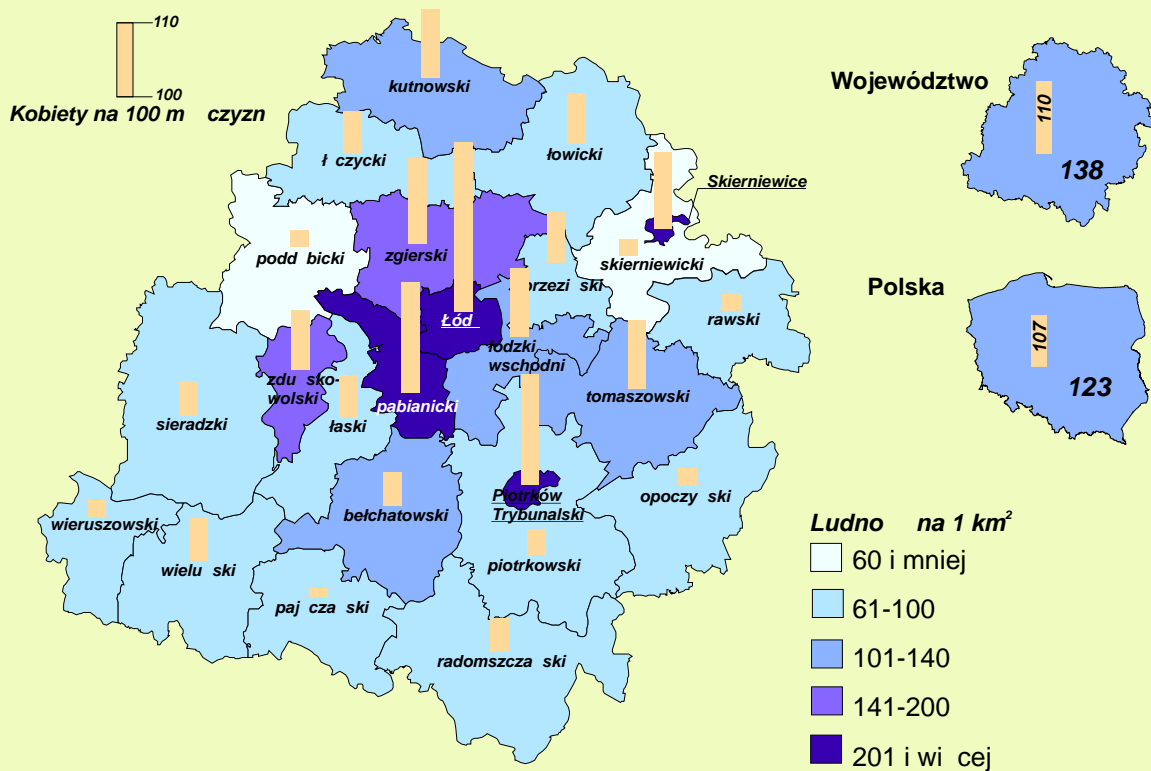 110
100
Kobiety na 100 m czyzn
kutnowski
ł czycki
łowicki
Skierniewice
podd bicki
zgierski
skierniewicki
brzezi ski
rawski
Łód
łódzki
wschodni
zdu sko-
wolski
pabianicki
tomaszowski
sieradzki
łaski
opoczy ski
Piotrków
Trybunalski
bełchatowski
wieruszowski
wielu ski
piotrkowski
paj cza ski
radomszcza ski
Województwo
110
138
Polska
107
123
Ludno na 1 km²
60 i mniej
61-100
101-140
141-200
201 i wi cej